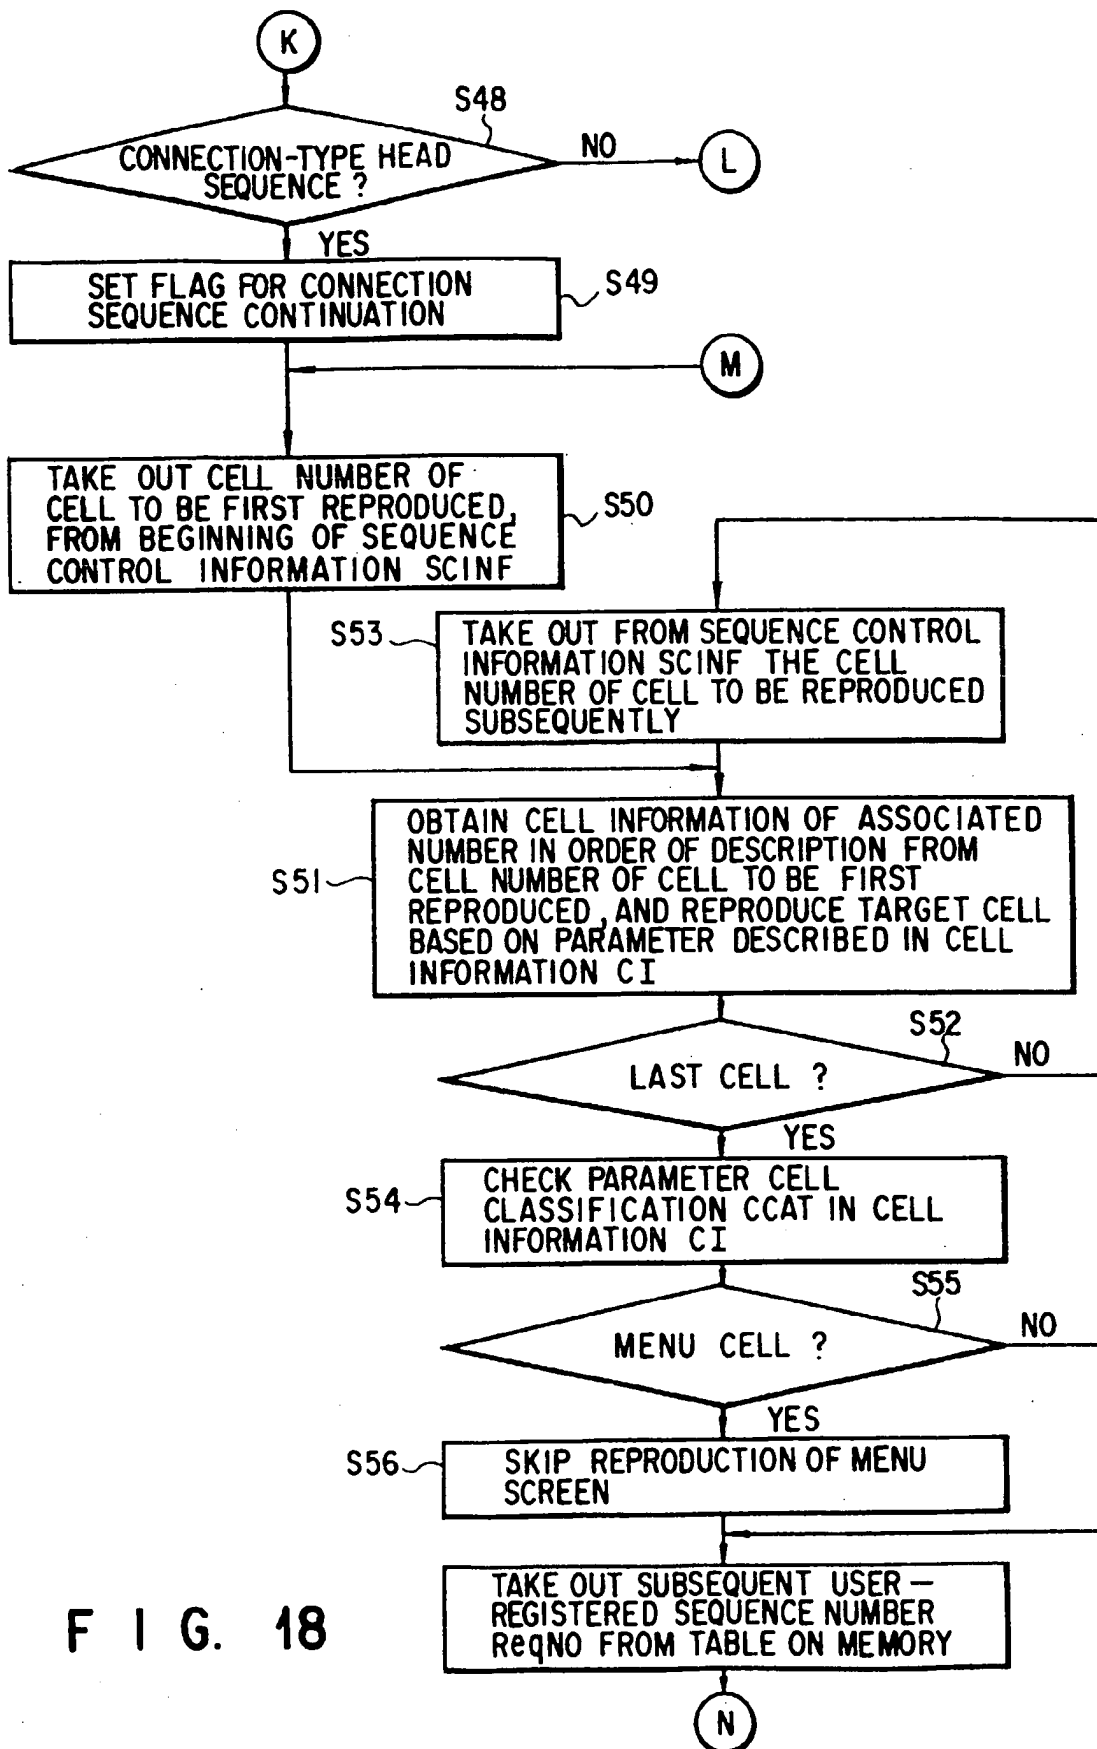 K
S48
CONNECTION-TYPE HEAD
SEQUENCE ?
NO
L
YES
SET FLAG FOR CONNECTION
SEQUENCE CONTINUATION
S49
M
TAKE OUT CELL NUMBER OF
CELL TO BE FIRST REPRODUCED,
FROM BEGINNING OF SEQUENCE
CONTROL INFORMATION SCINF
S50
S53
TAKE OUT FROM SEQUENCE CONTROL
INFORMATION SCINF THE CELL
NUMBER OF CELL TO BE REPRODUCED
SUBSEQUENTLY
S51
OBTAIN CELL INFORMATION OF ASSOCIATED
NUMBER IN ORDER OF DESCRIPTION FROM
CELL NUMBER OF CELL TO BE FIRST
REPRODUCED, AND REPRODUCE TARGET CELL
BASED ON PARAMETER DESCRIBED IN CELL
INFORMATION CI
S52
LAST CELL ?
NO
YES
S54
CHECK PARAMETER CELL
CLASSIFICATION CCAT IN CELL
INFORMATION CI
S55
MENU CELL ?
NO
YES
S56
SKIP REPRODUCTION OF MENU
SCREEN
TAKE OUT SUBSEQUENT USER-
REGISTERED SEQUENCE NUMBER
ReqNO FROM TABLE ON MEMORY
N
FIG. 18